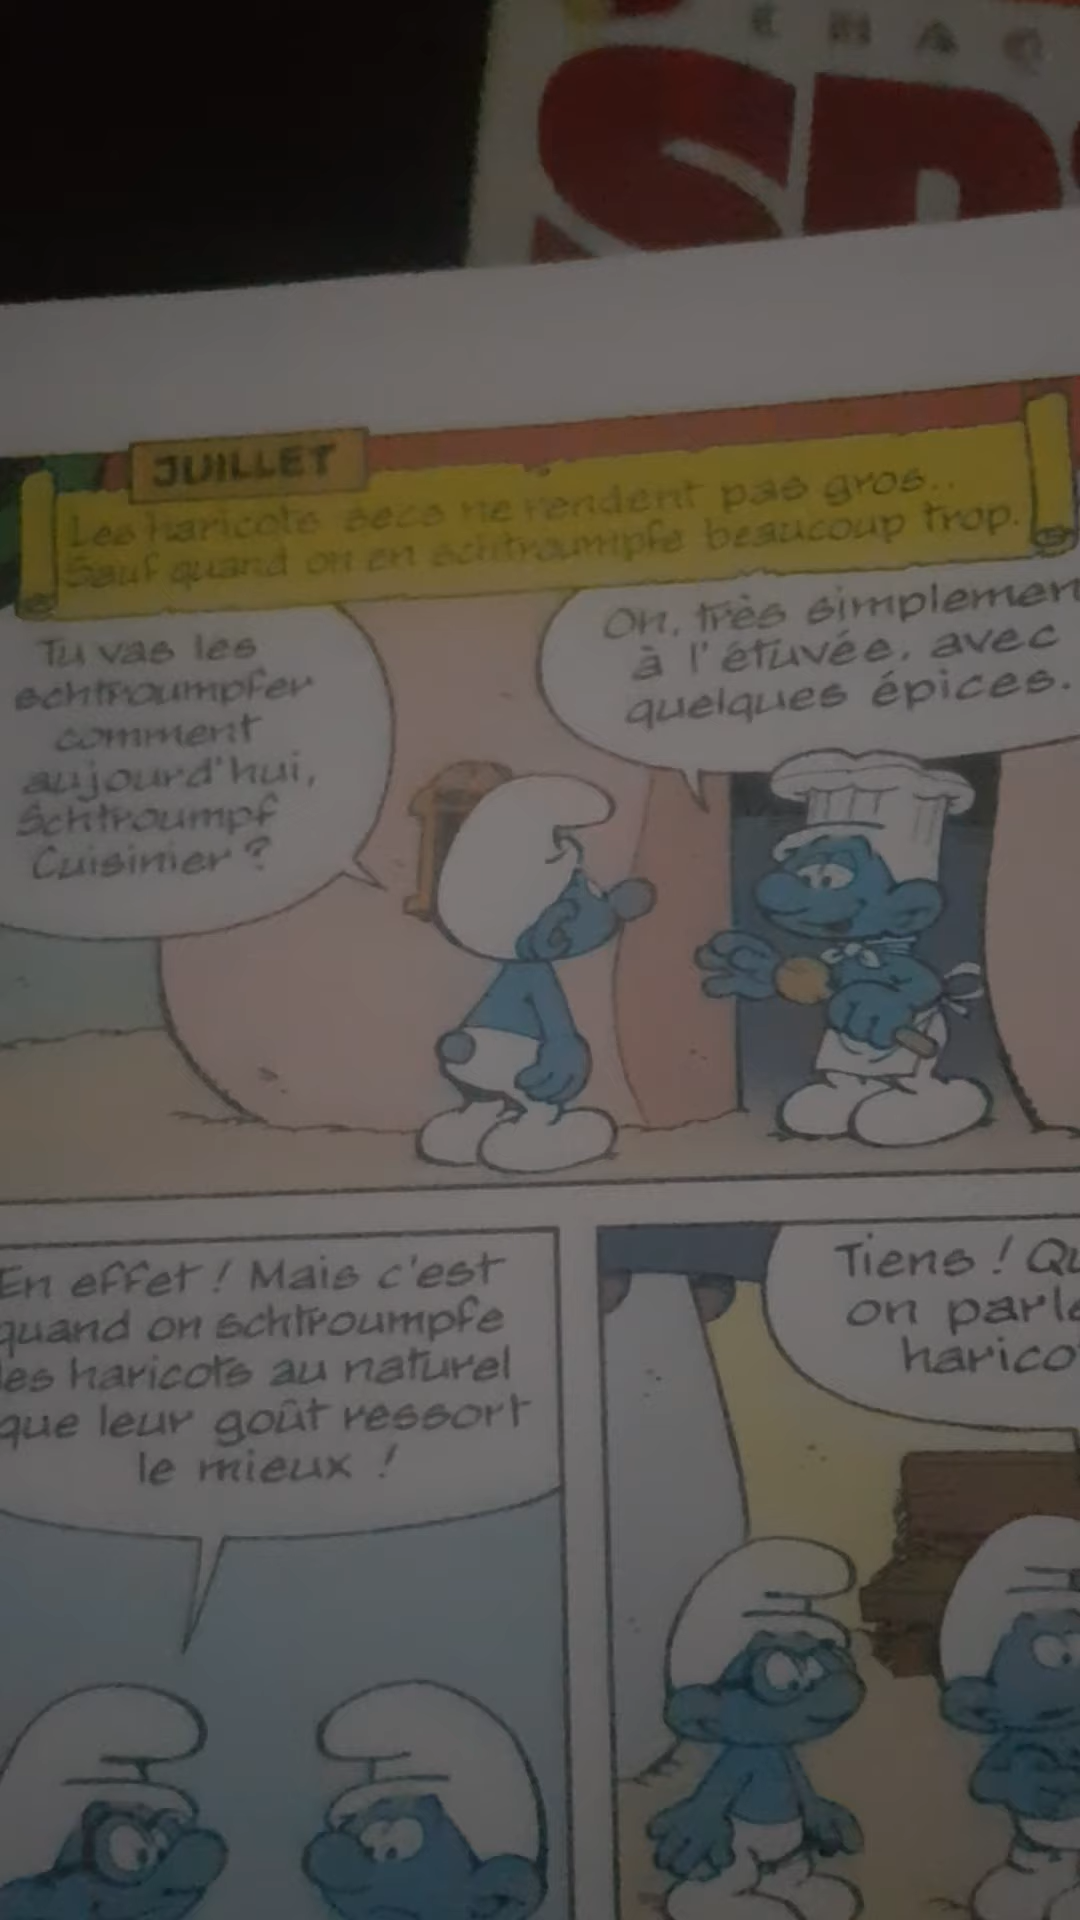 SP
JUILLET
Les haricots secs ne rendent pas gros..
Sauf quand on en schtroumpfe beaucoup trop.
Tu vas les
schtroumpfer
comment
aujourd'hui,
Schtroumpf
Cuisinier ?
Oh, très simplemen
à l'étuvée, avec
quelques épices.
En effet ! Mais c'est
quand on schtroumpfe
les haricots au naturel
que leur goût ressort
le mieux !
Tiens ! Qu
on parle
harico